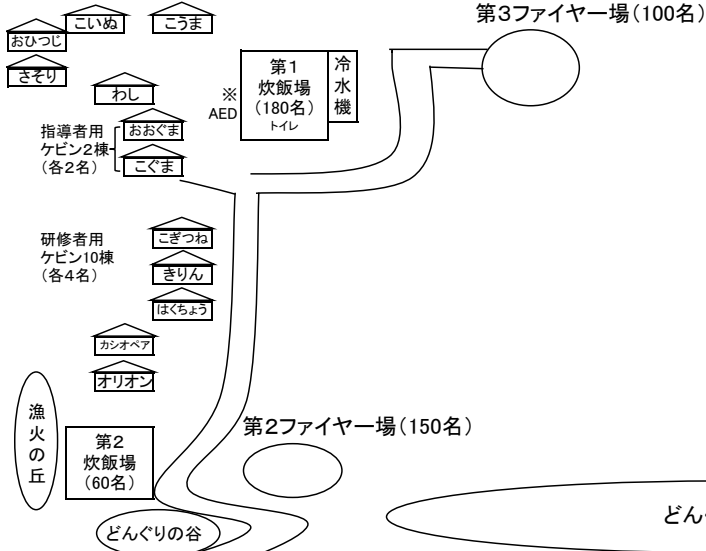 第3ファイヤー場(100名)
こいぬ
こうま
おひつじ
さそり
わし
※
AED
第1
炊飯場
(180名)
トイレ
冷水機
指導者用
ケビン2棟
(各2名)
おおぐま
こぐま
研修者用
ケビン10棟
(各4名)
こぎつね
きりん
はくちょう
カシオペア
オリオン
漁火の丘
第2
炊飯場
(60名)
第2ファイヤー場(150名)
どんぐりの谷
どん